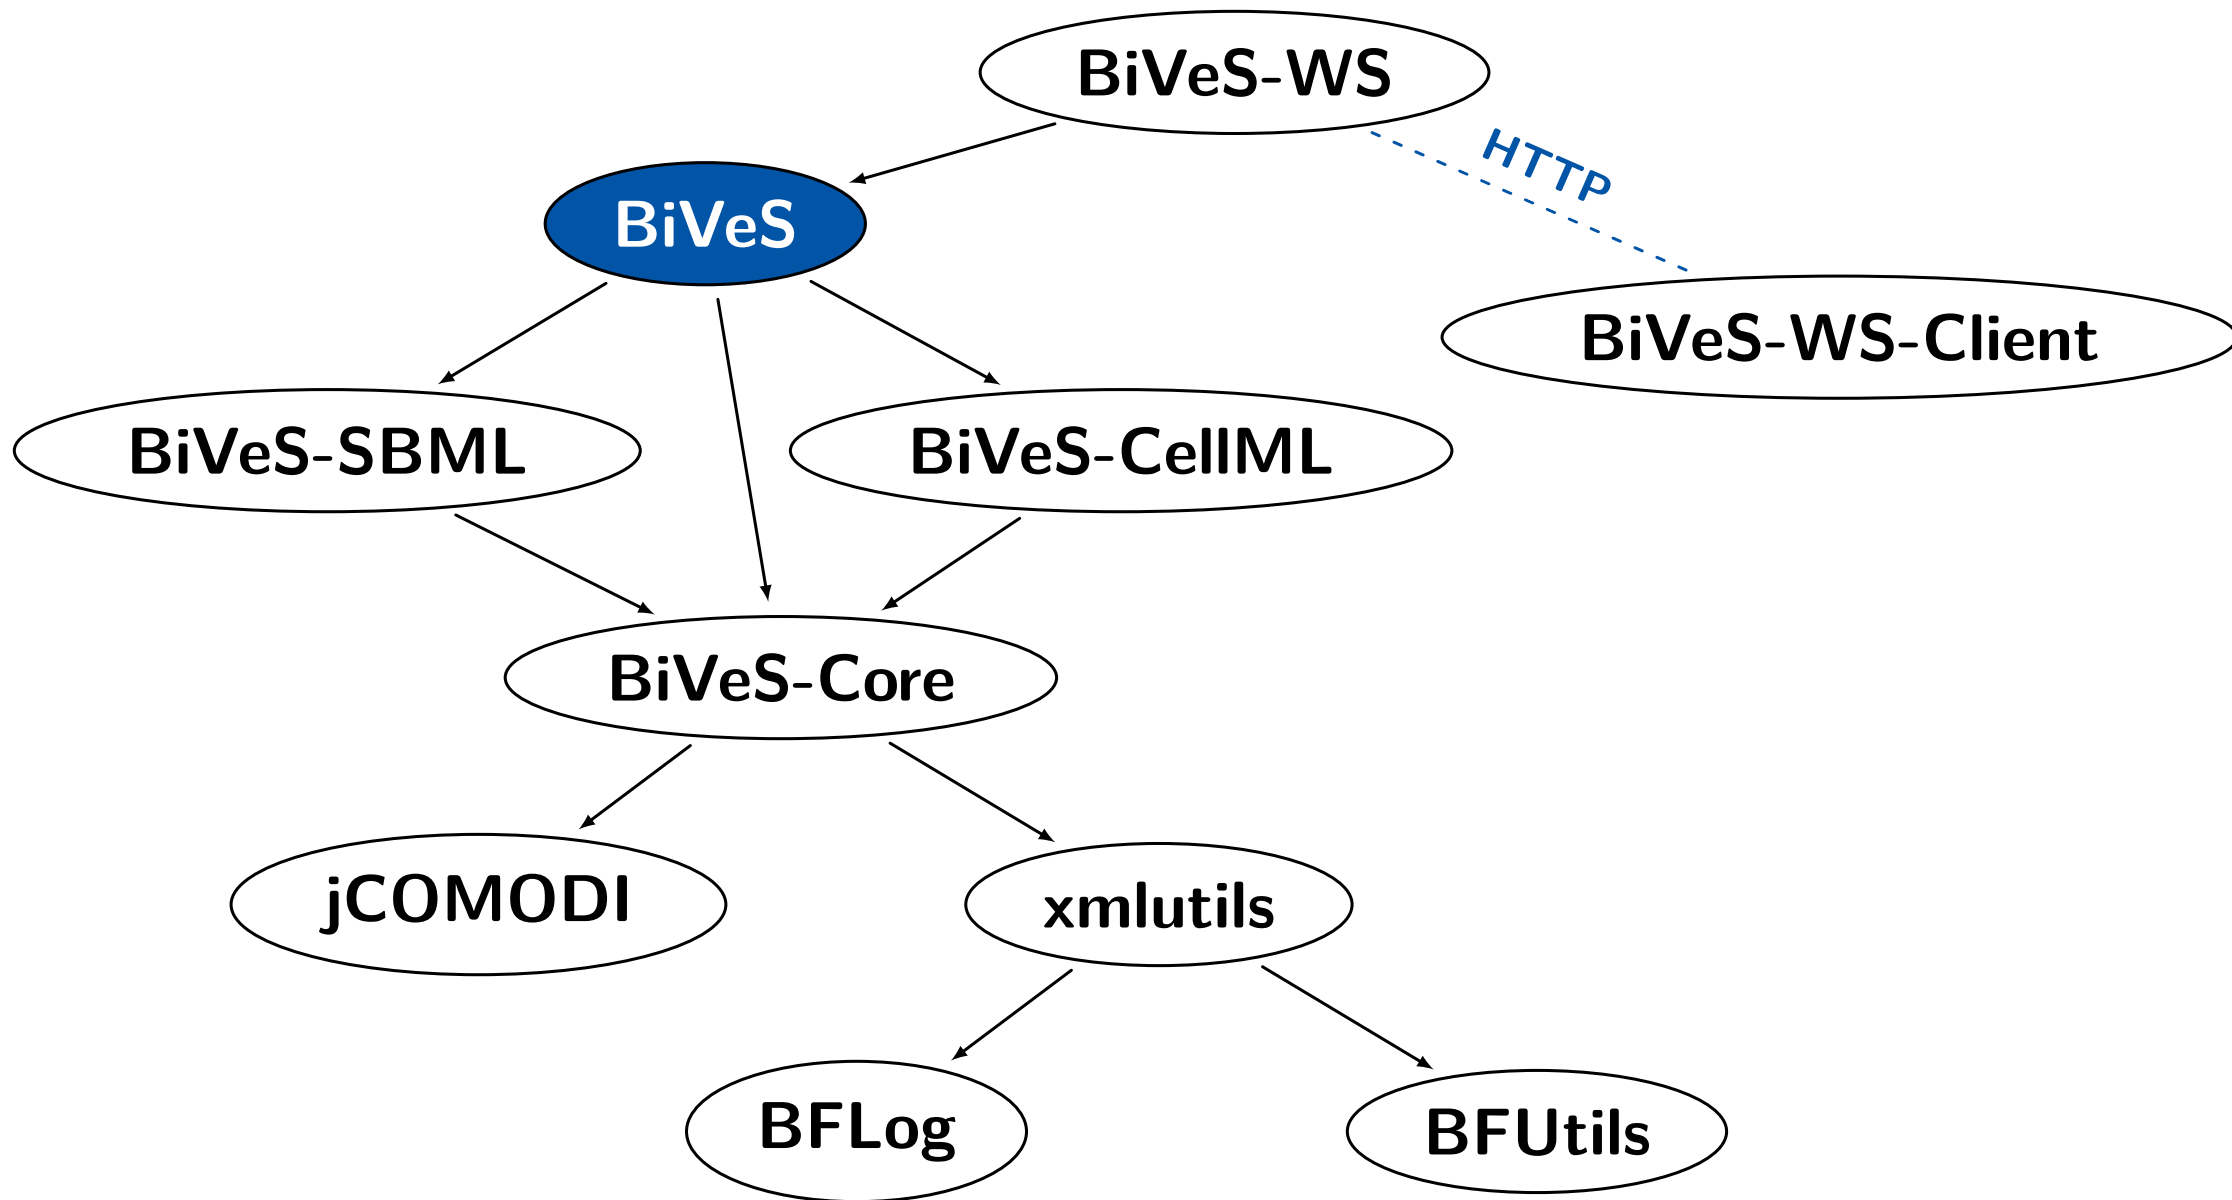 BiVeS-WS
HTTP
BiVeS
BiVeS-WS-Client
BiVeS-SBML
BiVeS-CellML
BiVeS-Core
jCOMODI
xmlutils
BFLog
BFUtils